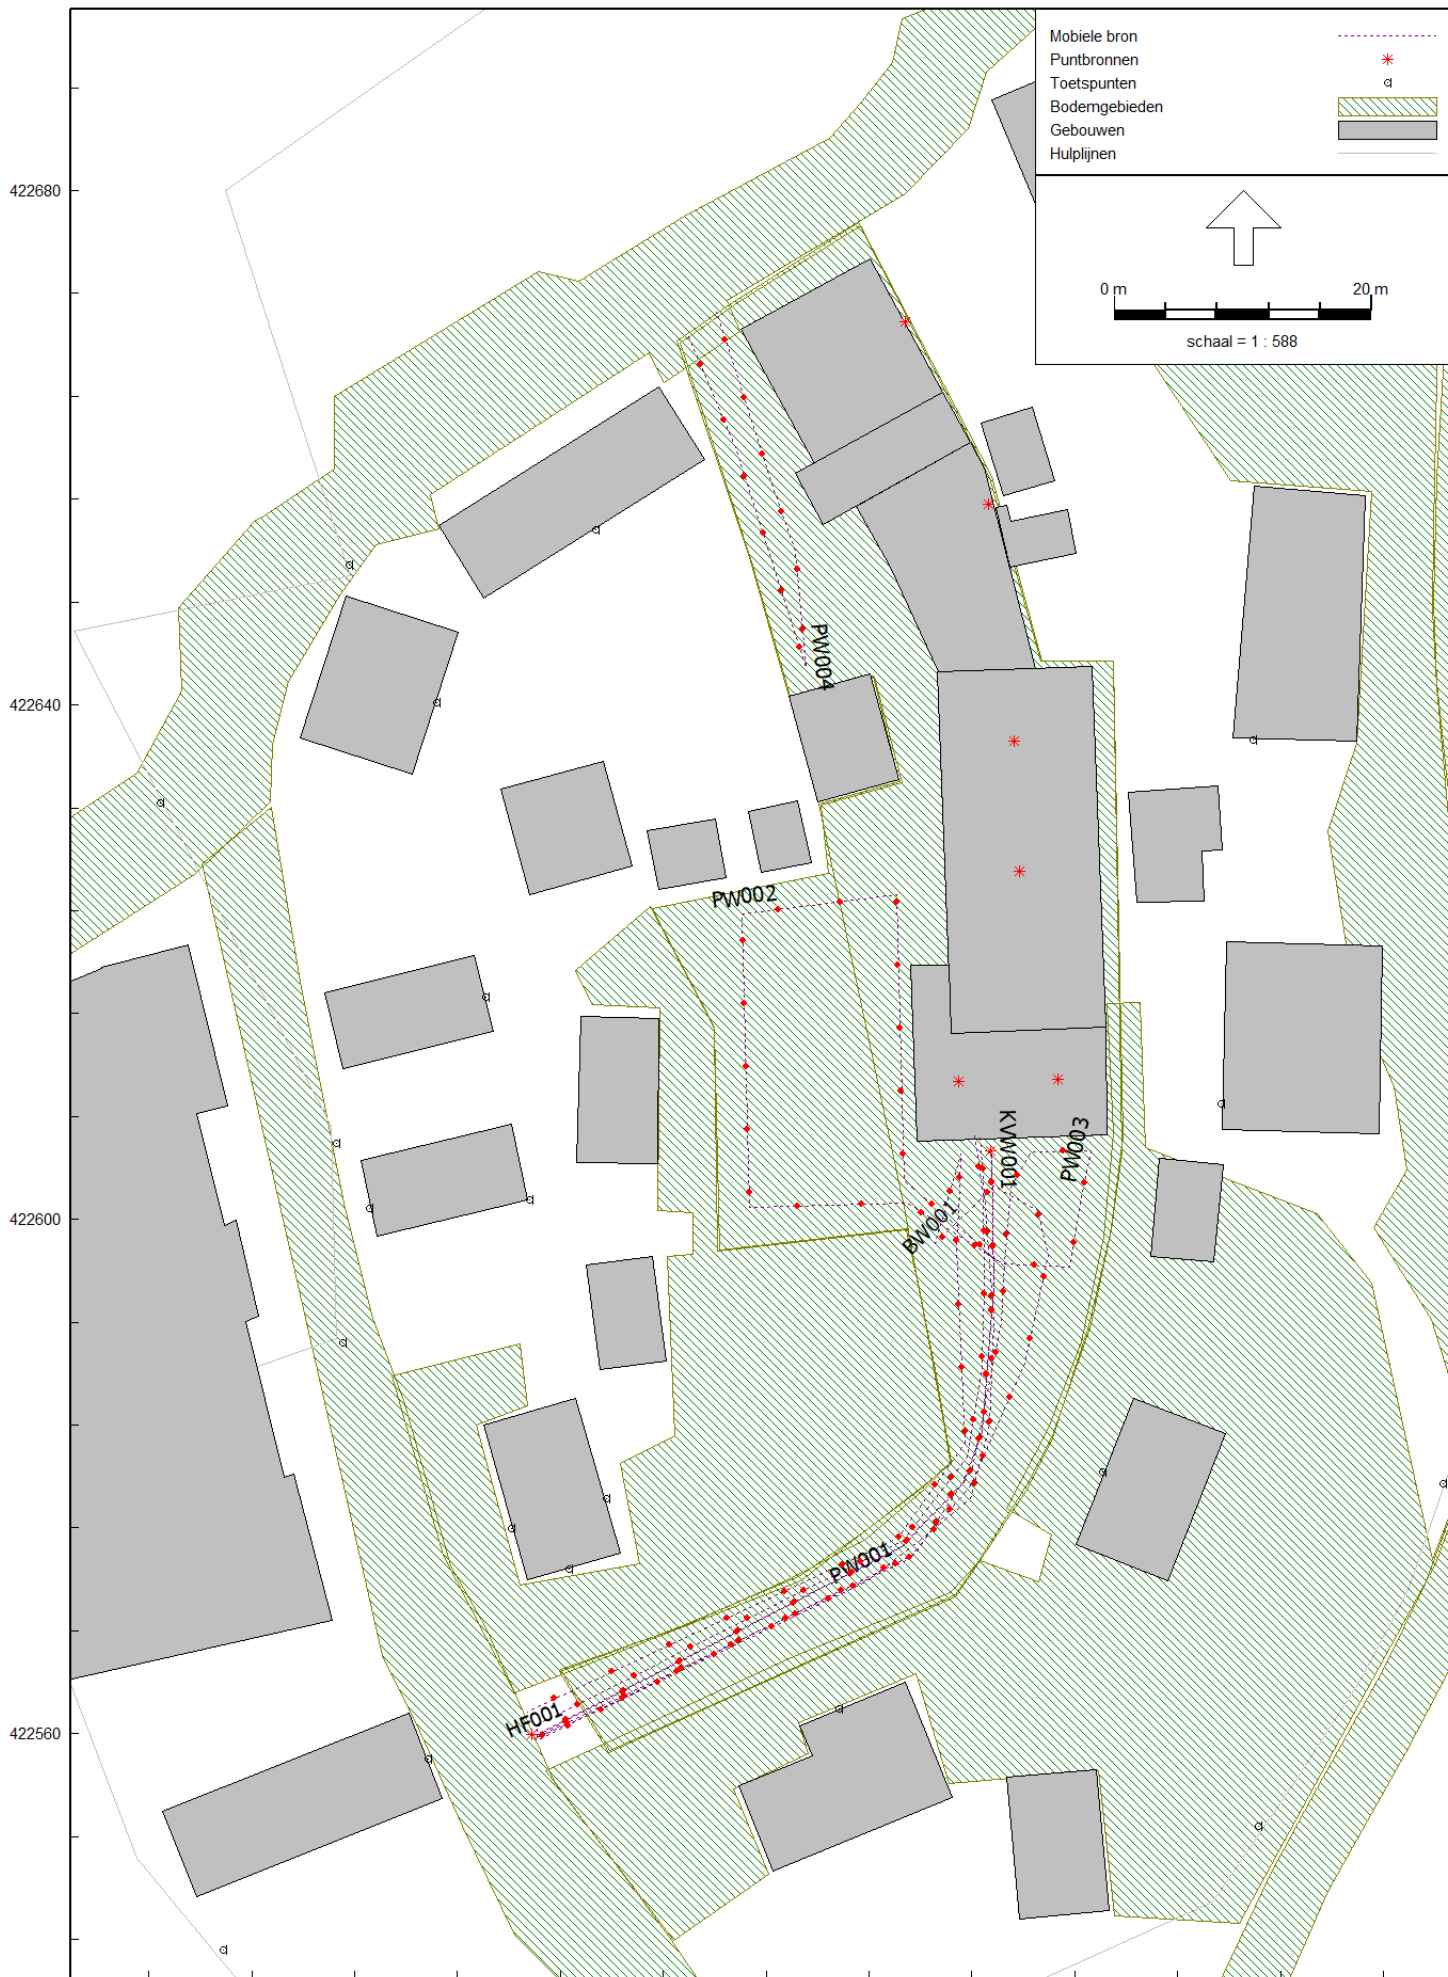 Mobiele bron
Puntbronnen
Toetspunten
Bodemgebieden
Gebouwen
Hulplijnen
0 m 20 m
schaal = 1 : 588
422680
422640
422600
422560
PW004
PW002
KVW001
PW003
BW001
PW001
HF001